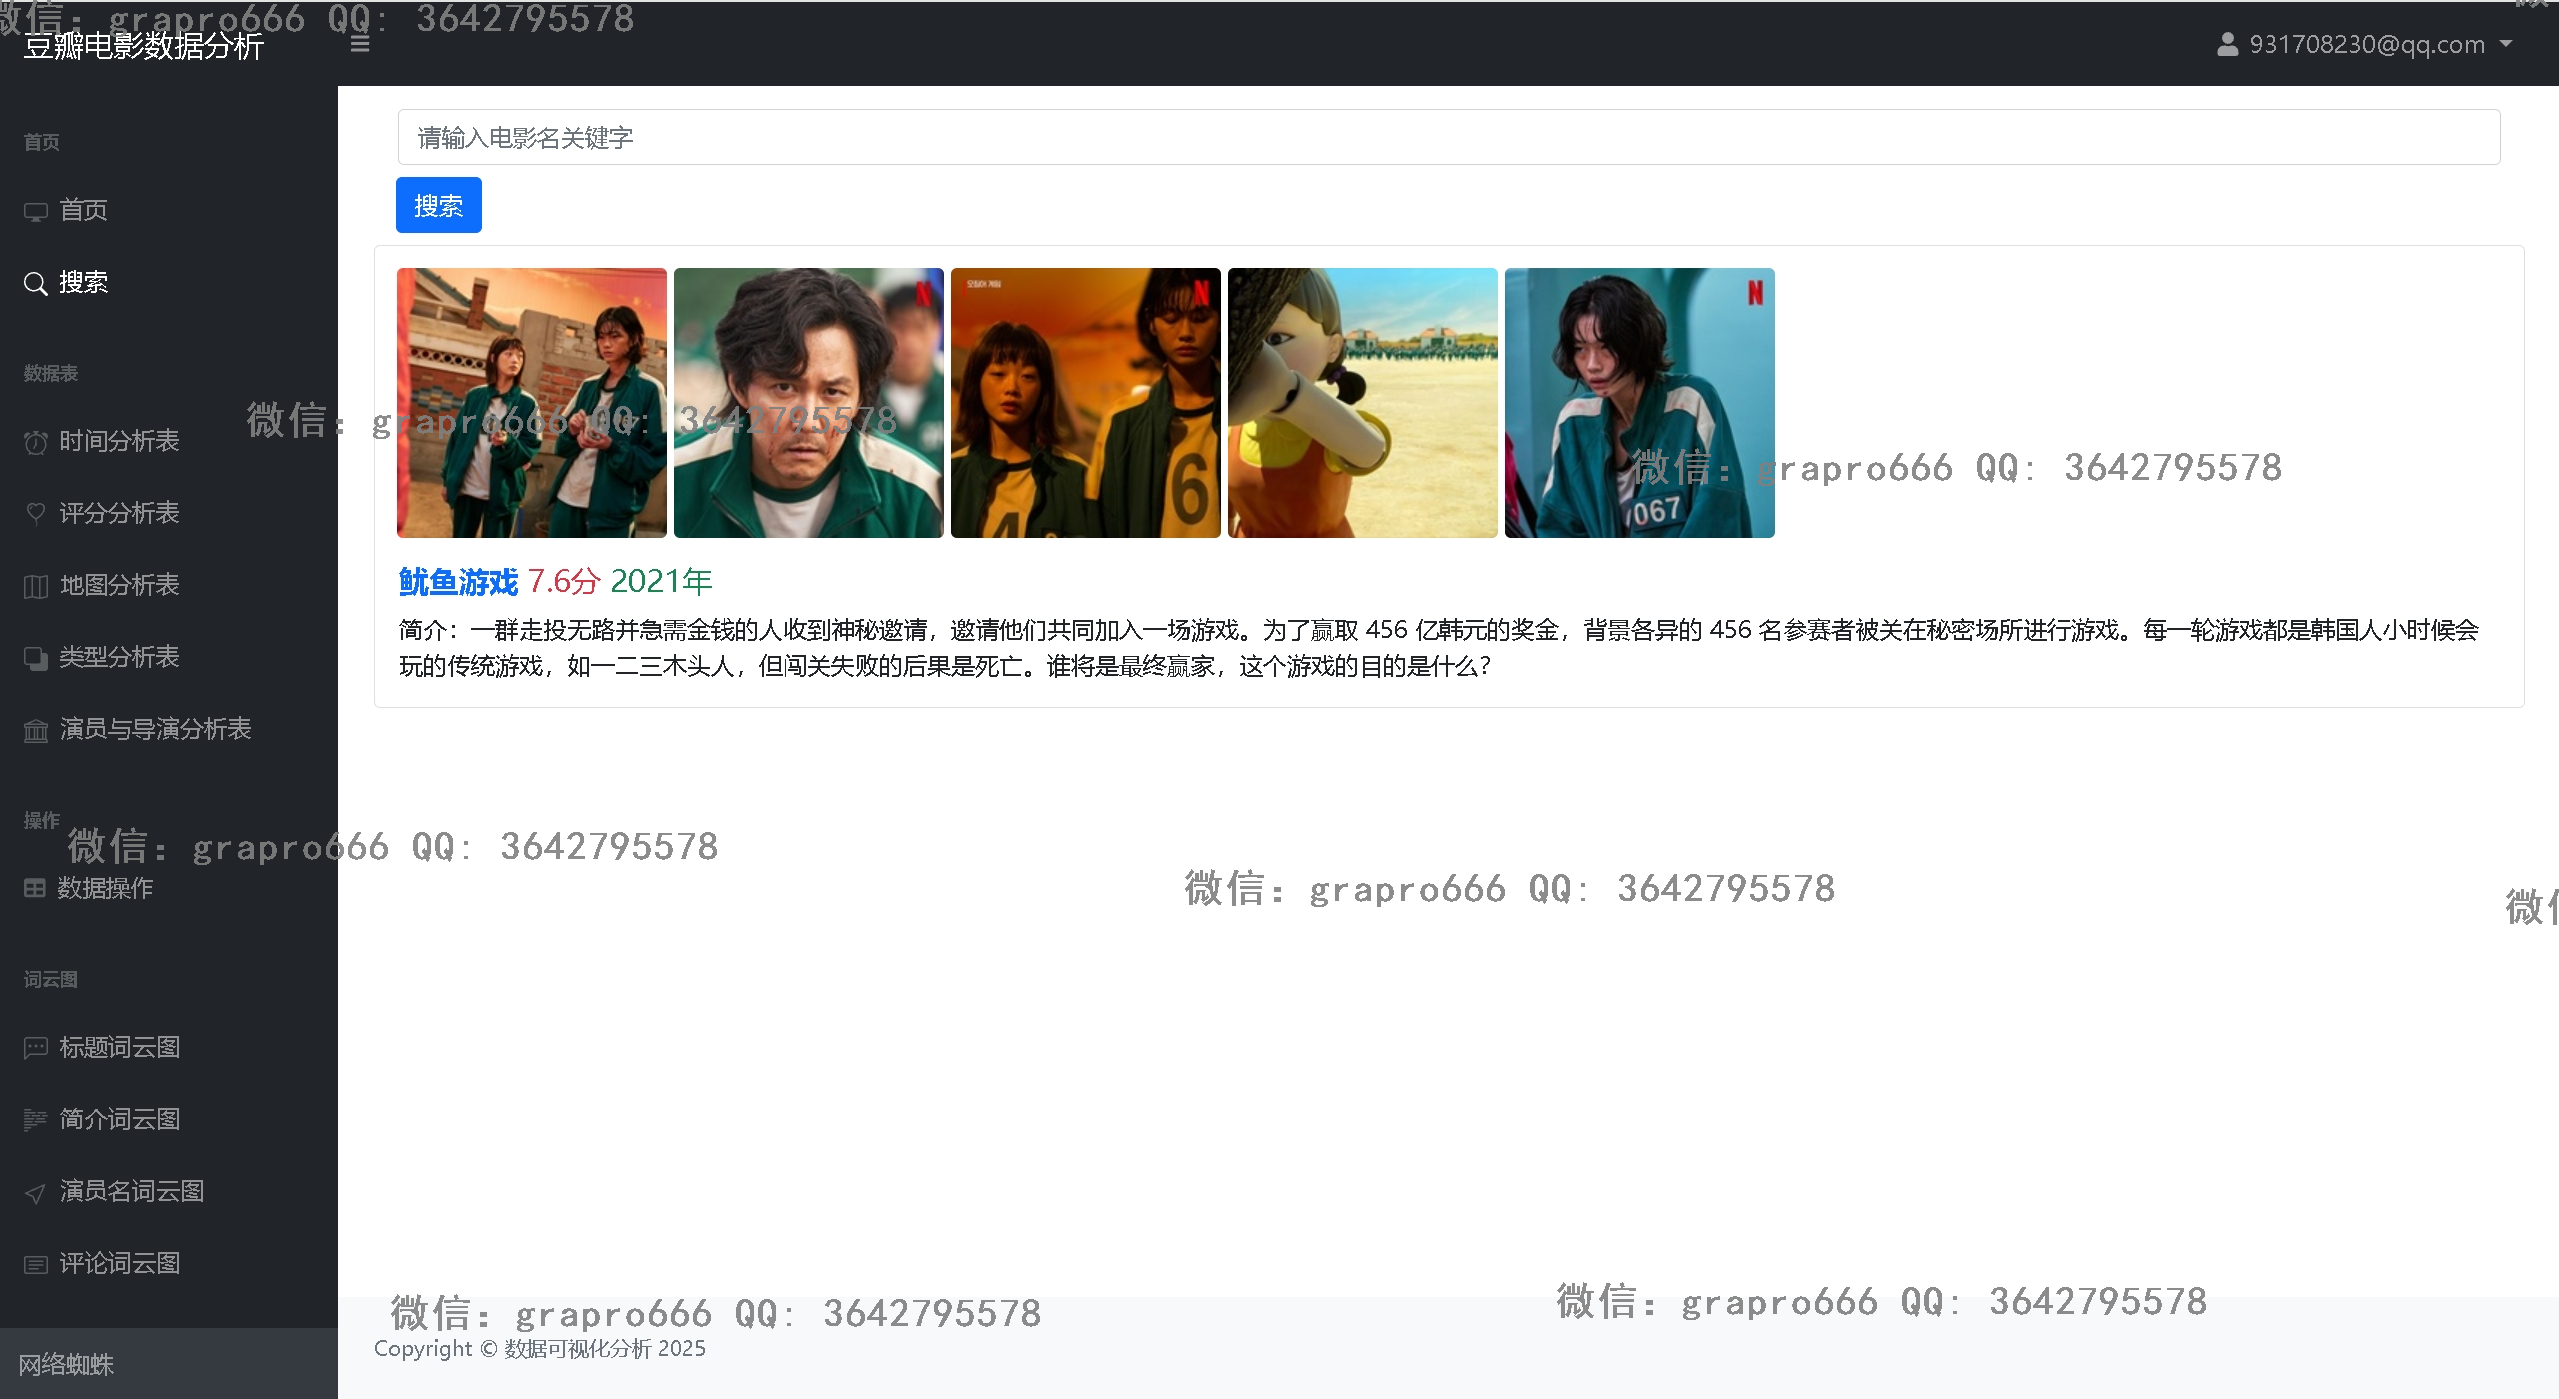 微信: grapro666 QQ: 3642795578
豆瓣电影数据分析
931708230@qq.com
首页
首页
搜索
数据表
时间分析表
评分分析表
地图分析表
类型分析表
演员与导演分析表
操作
数据操作
词云图
标题词云图
简介词云图
演员名词云图
评论词云图
网络蜘蛛
请输入电影名关键字
搜索
오징어 게임
N
N
N
6
4
067
微信: grapro666 QQ: 3642795578
微信: grapro666 QQ: 3642795578
鱿鱼游戏 7.6分 2021年
简介：一群走投无路并急需金钱的人收到神秘邀请，邀请他们共同加入一场游戏。为了赢取 456 亿韩元的奖金，背景各异的 456 名参赛者被关在秘密场所进行游戏。每一轮游戏都是韩国人小时候会
玩的传统游戏，如一二三木头人，但闯关失败的后果是死亡。谁将是最终赢家，这个游戏的目的是什么？
微信: grapro666 QQ: 3642795578
微信: grapro666 QQ: 3642795578
微信: grapro666 QQ: 3642795578
微信: grapro666 QQ: 3642795578
Copyright © 数据可视化分析 2025